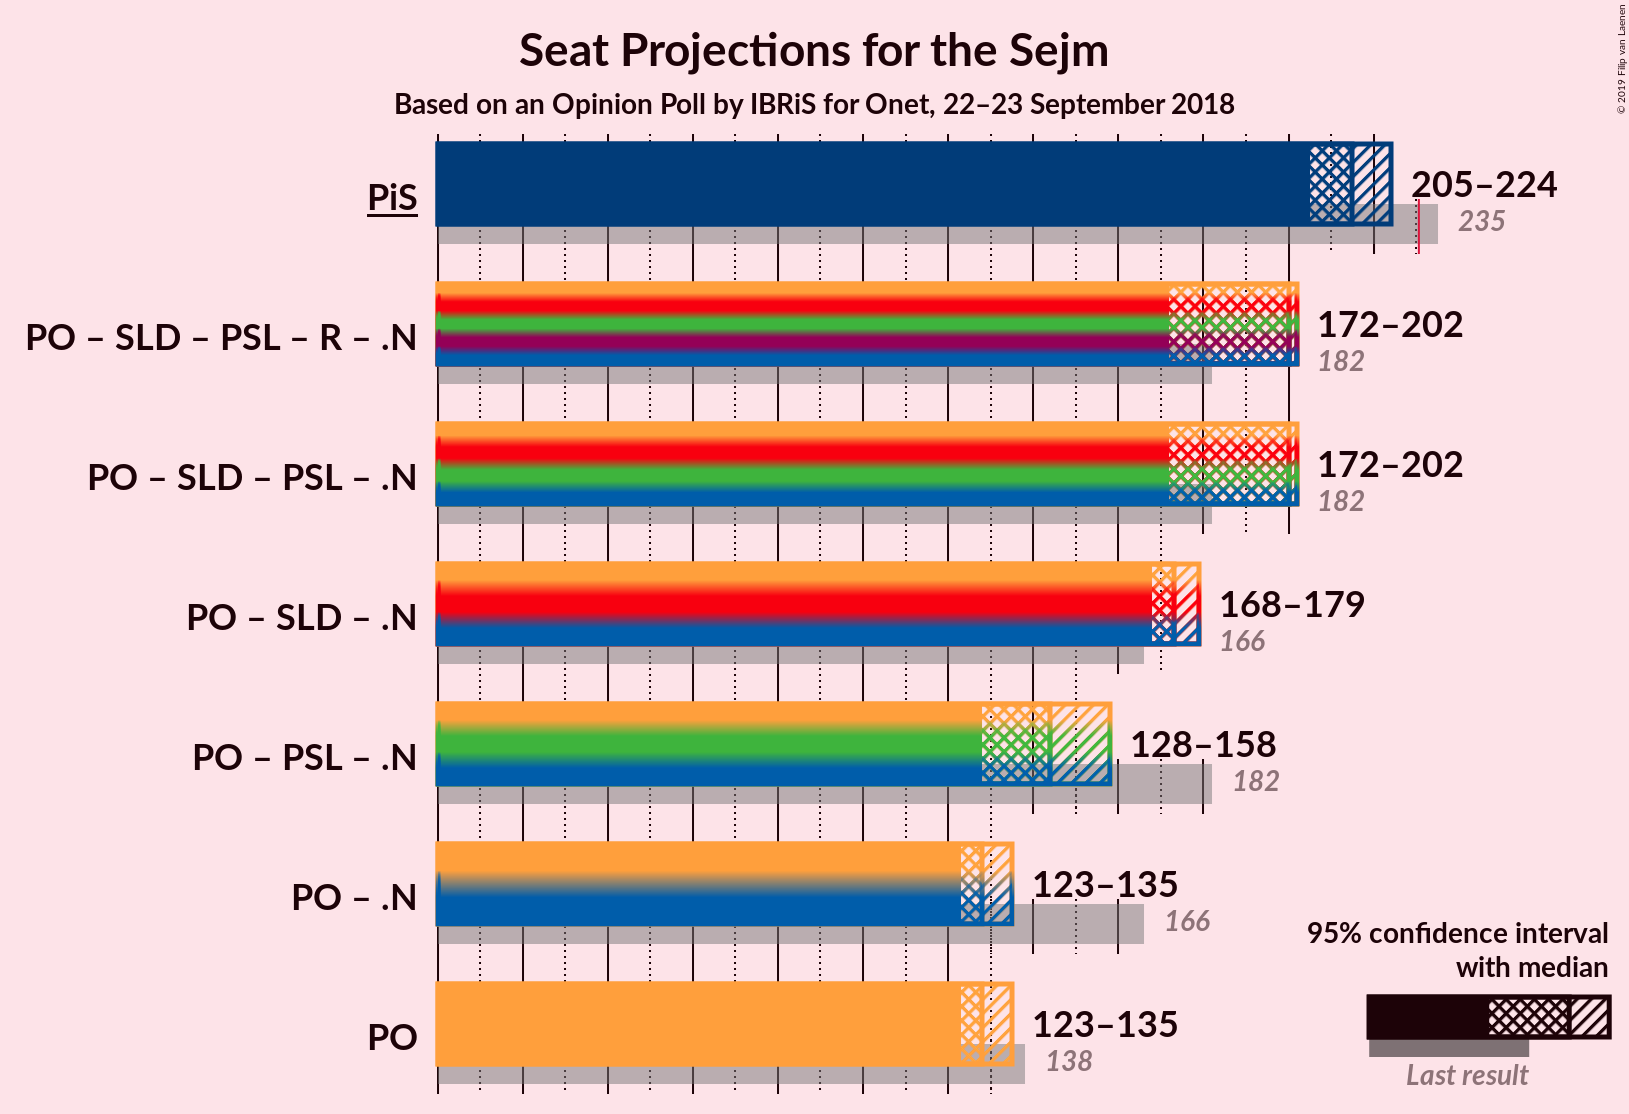 Seat Projections for the Sejm
Based on an Opinion Poll by IBRiS for Onet, 22–23 September 2018
© 2019 Filip van Laenen
PiS
205–224
235
PO – SLD – PSL – R – .N
172–202
182
PO – SLD – PSL – .N
172–202
182
PO – SLD – .N
168–179
166
PO – PSL – .N
128–158
182
PO – .N
123–135
166
PO
123–135
138
95% confidence interval
with median
Last result